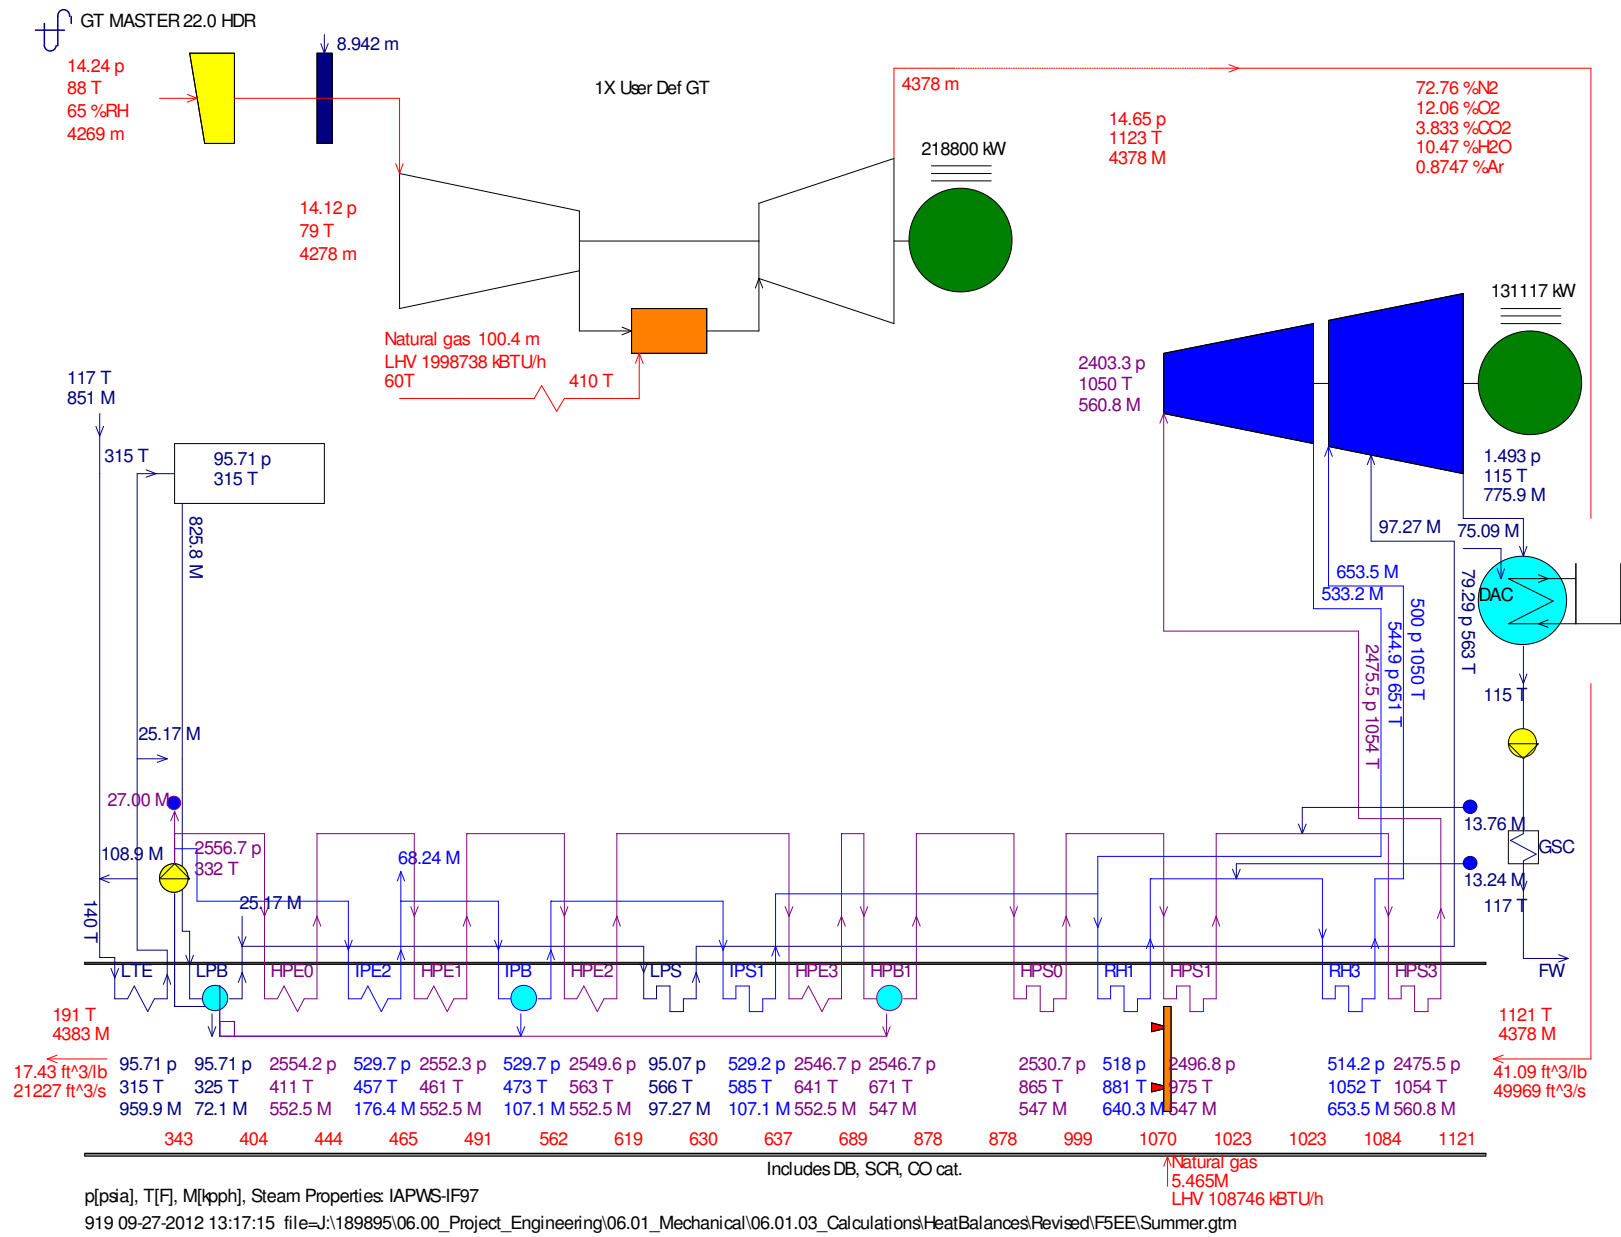 GT MASTER 22.0 HDR
8.942 m
14.24 p
88 T
65 %RH
4269 m
1X User Def GT
4378 m
14.65 p
1123 T
4378 M
72.76 %N2
12.06 %O2
3.833 %CO2
10.47 %H2O
0.8747 %Ar
218800 kW
14.12 p
79 T
4278 m
131117 kW
Natural gas 100.4 m
LHV 1998738 kBTU/h
60T
410 T
2403.3 p
1050 T
560.8 M
117 T
851 M
315 T
95.71 p
315 T
1.493 p
115 T
775.9 M
825.8 M
97.27 M
75.09 M
653.5 M
533.2 M
DAC
79.29 p 563 T
500 p 1050 T
544.9 p 651 T
2475.5 p 1054 T
115 T
25.17 M
27.00 M
13.76 M
GSC
2556.7 p
332 T
108.9 M
68.24 M
13.24 M
117 T
25.17 M
140 T
FW
LTE
LPB
HPE0
IPE2
HPE1
IPB
HPE2
LPS
IPS1
HPE3
HPB1
HPS0
RH1
HPS1
RH3
HPS3
191 T
4383 M
1121 T
4378 M
17.43 ft^3/lb
21227 ft^3/s
41.09 ft^3/lb
49969 ft^3/s
95.71 p 95.71 p 2554.2 p 529.7 p 2552.3 p 529.7 p 2549.6 p 95.07 p 529.2 p 2546.7 p 2546.7 p 2530.7 p 518 p 2496.8 p 514.2 p 2475.5 p
315 T 325 T 411 T 457 T 461 T 473 T 563 T 566 T 585 T 641 T 671 T 865 T 881 T 975 T 1052 T 1054 T
959.9 M 72.1 M 552.5 M 176.4 M 552.5 M 107.1 M 552.5 M 97.27 M 107.1 M 552.5 M 547 M 547 M 640.3 M 547 M 653.5 M 560.8 M
343 404 444 465 491 562 619 630 637 689 878 878 999 1070 1023 1023 1084 1121
Includes DB, SCR, CO cat.
Natural gas
5.465M
LHV 108746 kBTU/h
p[psia], T[F], M[kpph], Steam Properties: IAPWS-IF97
919 09-27-2012 13:17:15 file=J:\189895\06.00_Project_Engineering\06.01_Mechanical\06.01.03_Calculations\HeatBalances\Revised\F5EE\Summer.gtm